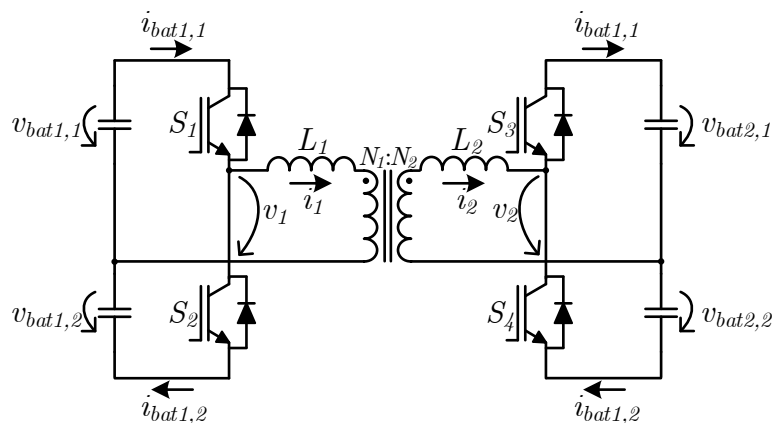 i_{bat1,1}
i_{bat1,1}
v_{bat1,1}
S_1
L_1
N_1:N_2
L_2
S_3
v_{bat2,1}
v_1
i_1
i_2
v_2
v_{bat1,2}
S_2
S_4
v_{bat2,2}
i_{bat1,2}
i_{bat1,2}